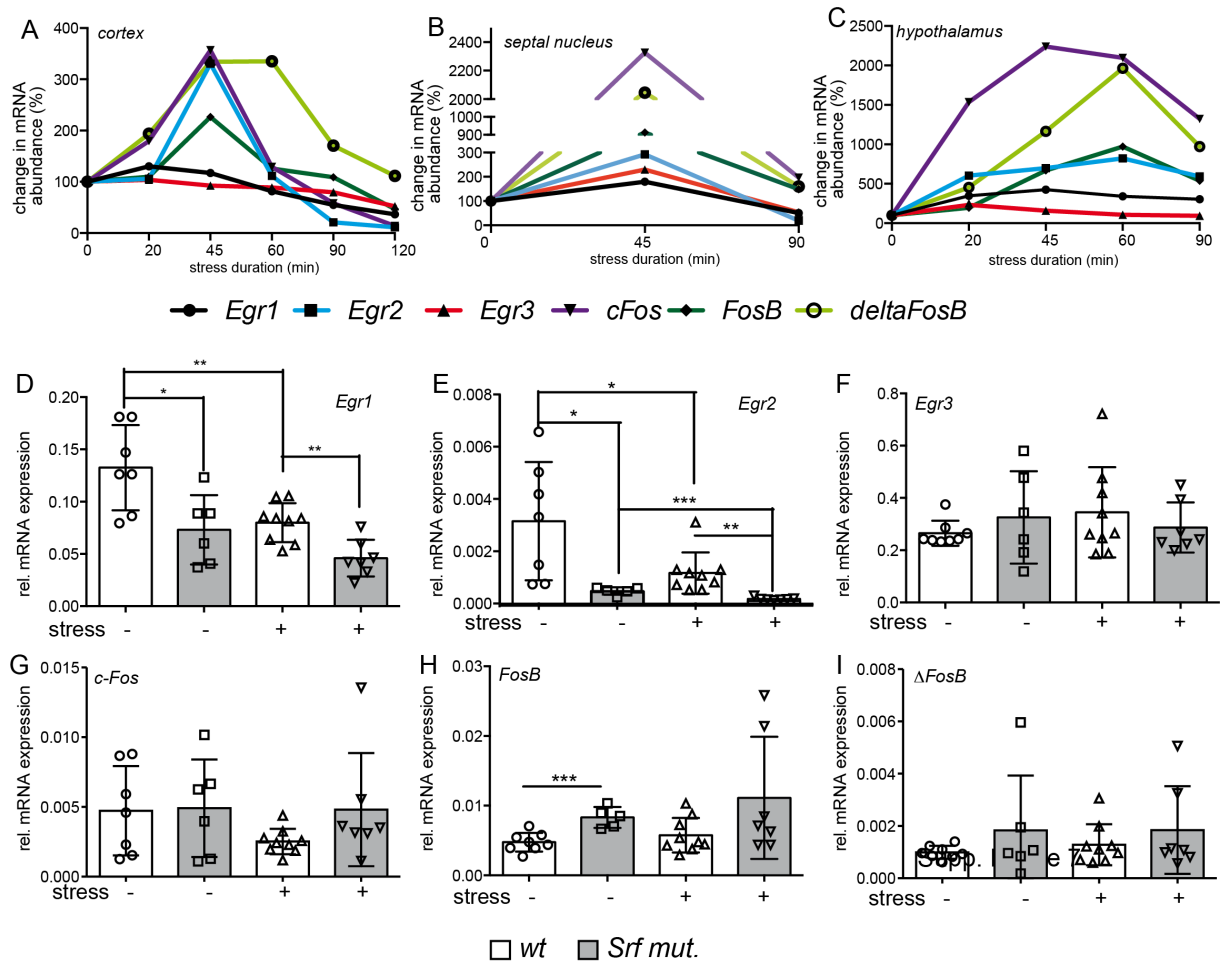 A
cortex
400
300
200
100
0
change in mRNA
abundance (%)
0
20
45
60
90
120
stress duration (min)
B
septal nucleus
2400
2200
2000
1000
900
300
200
100
0
change in mRNA
abundance (%)
0
45
90
stress duration (min)
C
hypothalamus
2500
2000
1500
1000
500
0
change in mRNA
abundance (%)
0
20
45
60
90
stress duration (min)
Egr1
Egr2
Egr3
cFos
FosB
deltaFosB
D
Egr1
0.20
0.15
0.10
0.05
0.00
rel. mRNA expression
**
*
**
stress - - + +
E
Egr2
0.008
0.006
0.004
0.002
0.000
rel. mRNA expression
*
*
***
**
stress - - + +
F
Egr3
0.8
0.6
0.4
0.2
0.0
rel. mRNA expression
stress - - + +
G
c-Fos
0.015
0.010
0.005
0.000
rel. mRNA expression
stress - - + +
H
FosB
0.03
0.02
0.01
0.00
rel. mRNA expression
***
stress - - + +
I
ΔFosB
0.008
0.006
0.004
0.002
0.000
rel. mRNA expression
stress - - + +
wt
Srf mut.